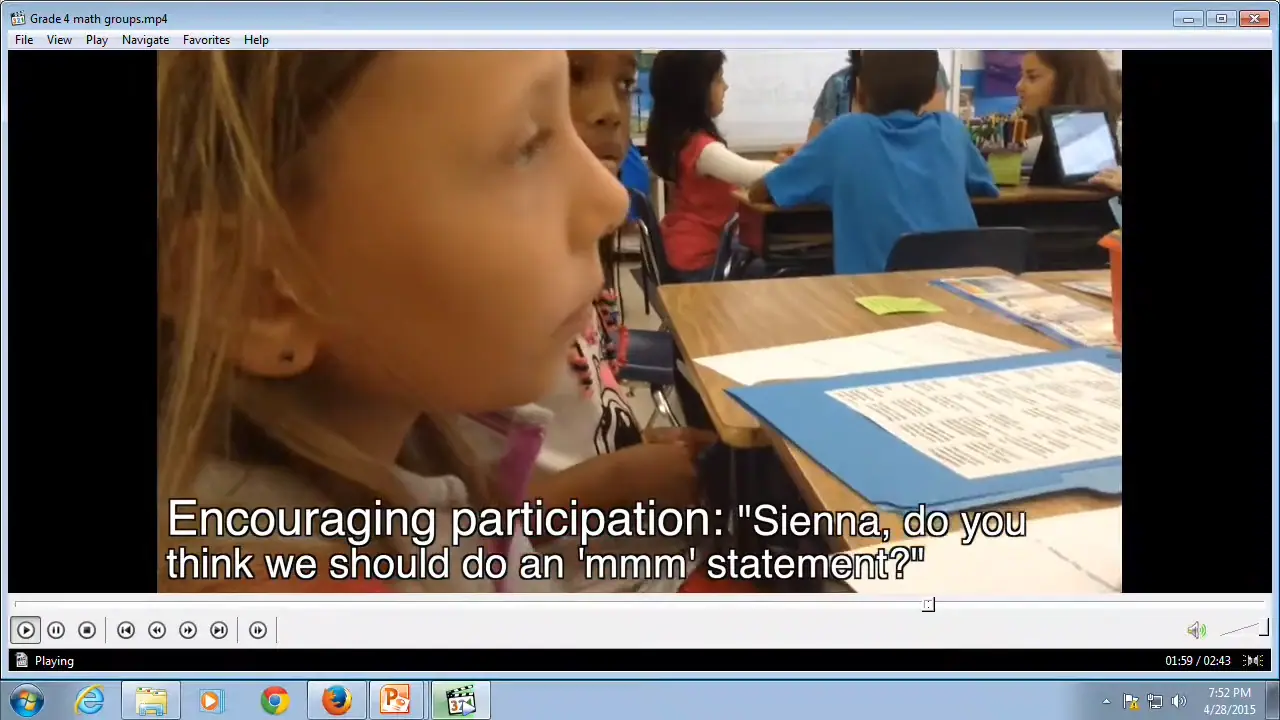 Grade 4 math groups.mp4
File View Play Navigate Favorites Help
Encouraging participation: "Sienna, do you
think we should do an 'mmm' statement?"
Playing
01:59 / 02:43
7:52 PM
4/28/2015